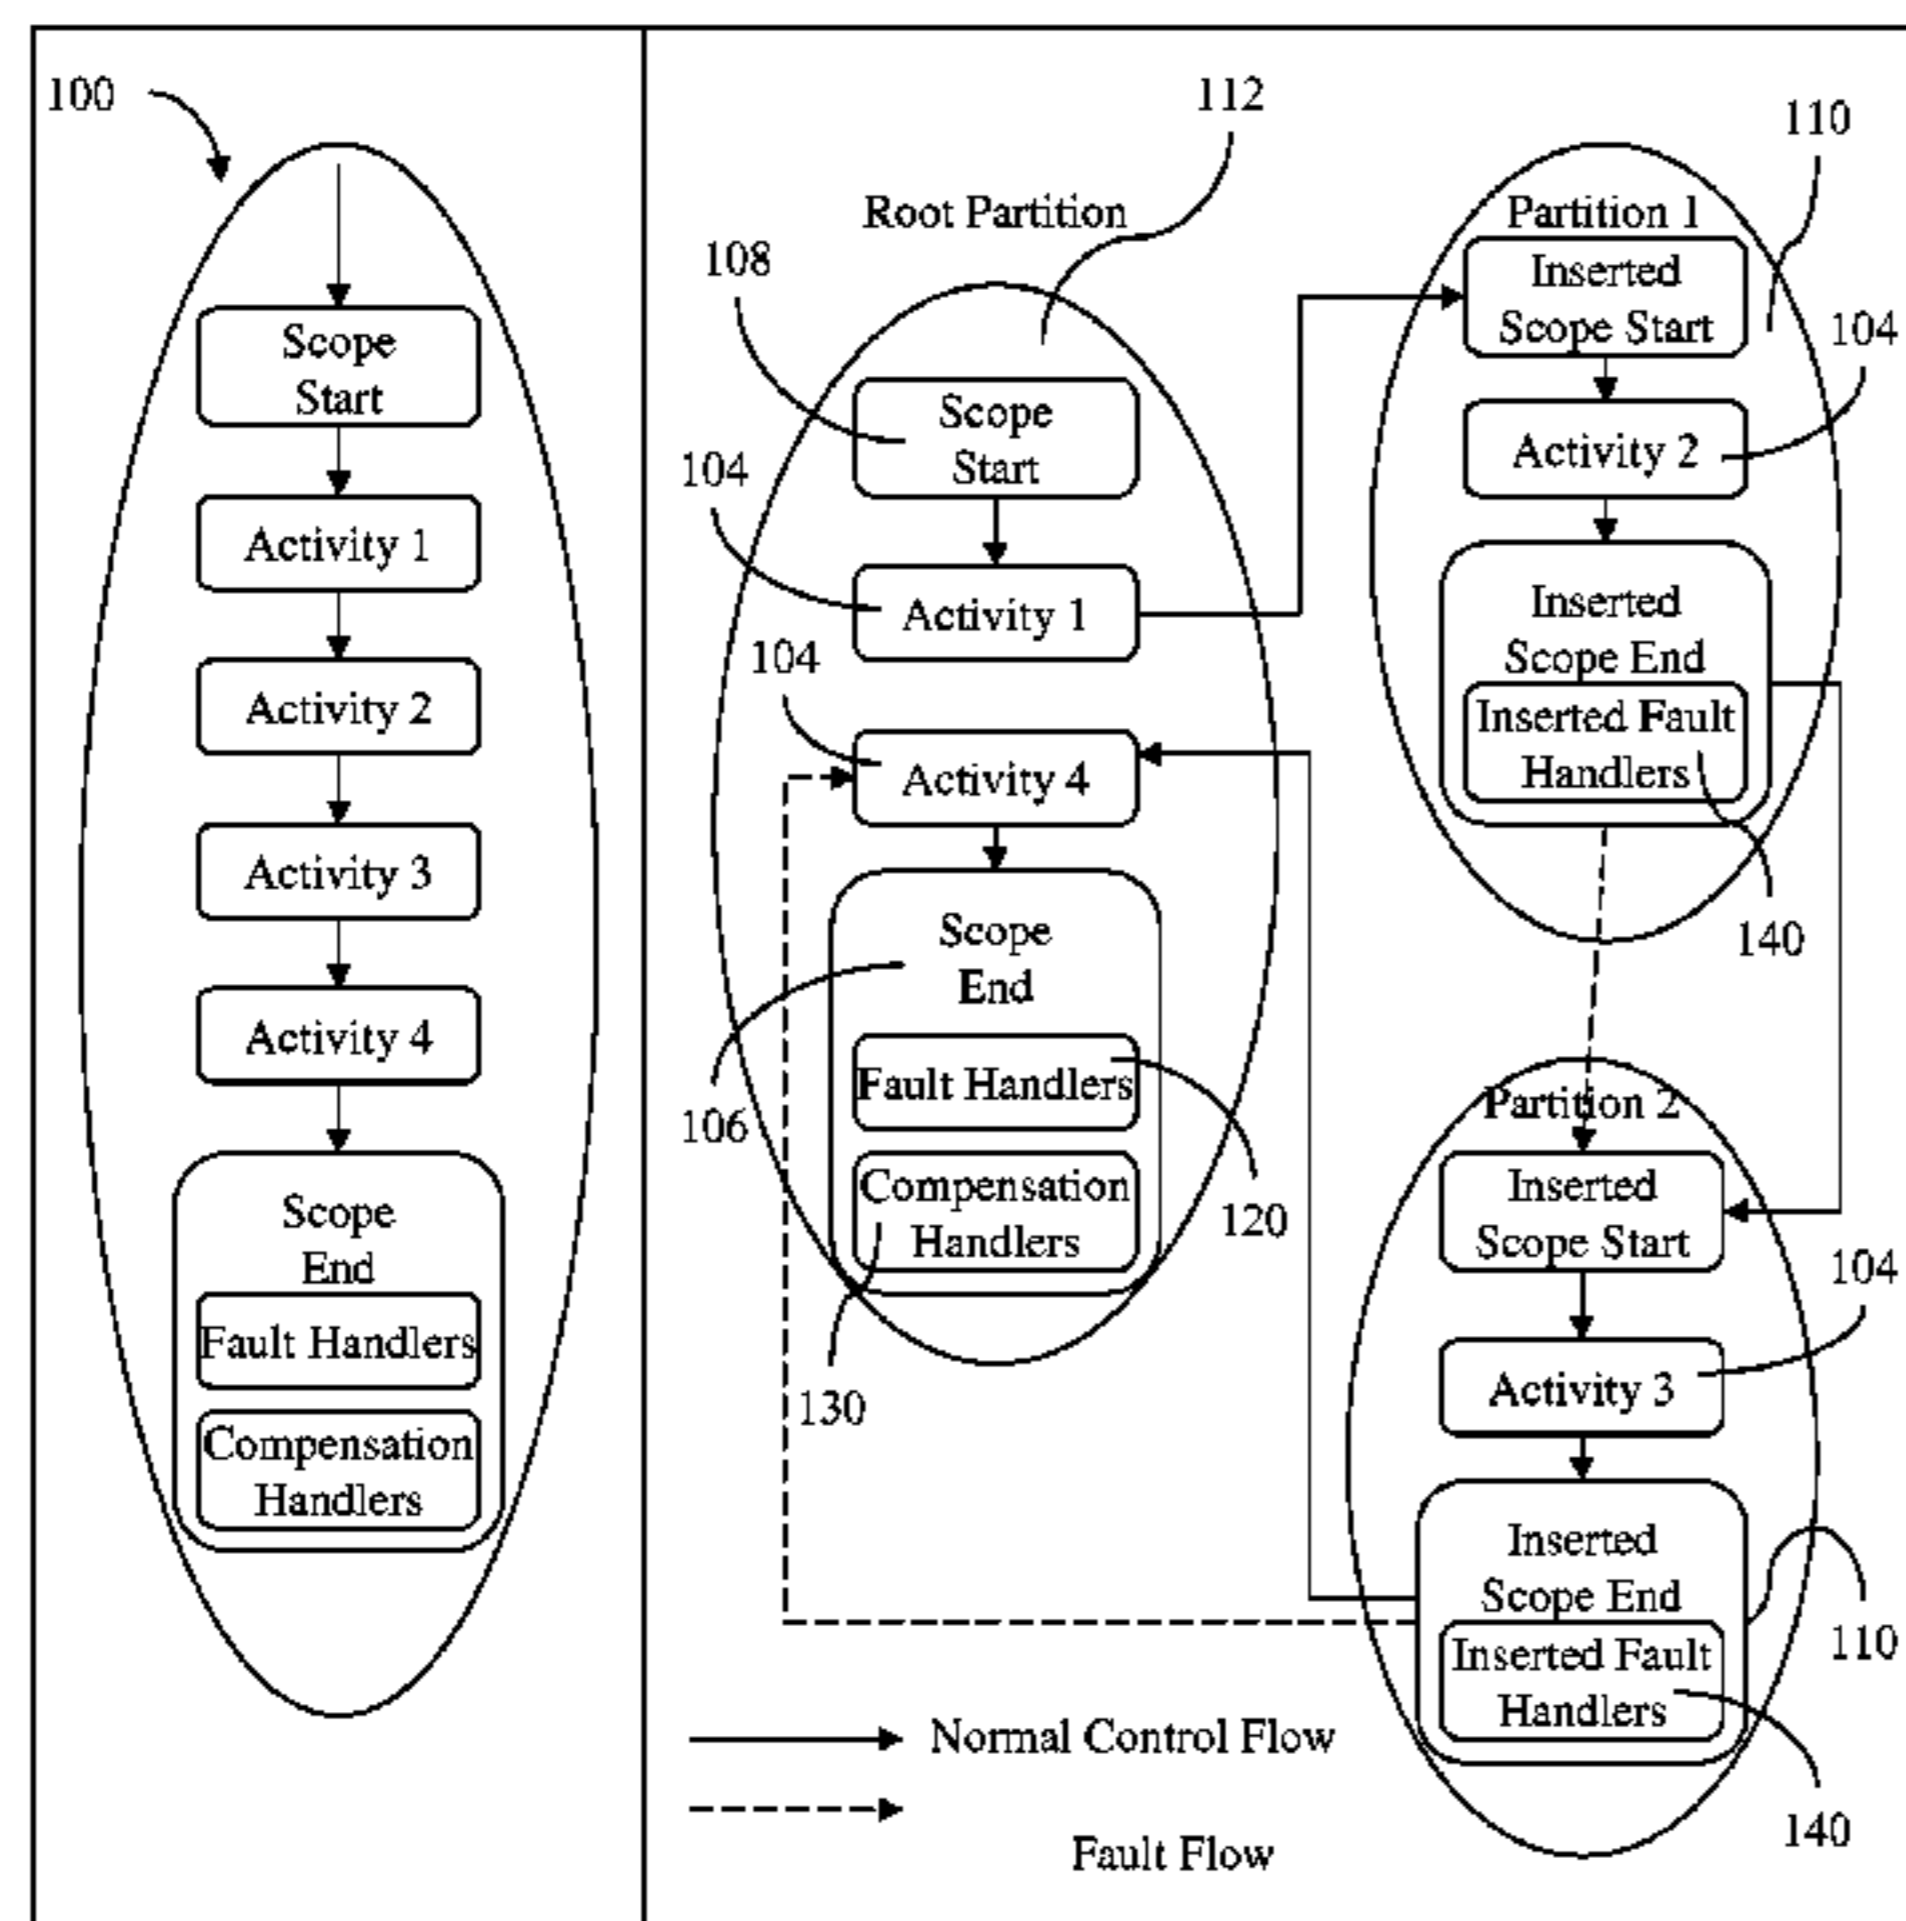 100
Scope
Start
Activity 1
Activity 2
Activity 3
Activity 4
Scope
End
Fault Handlers
Compensation
Handlers
112
Root Partition
108
Scope
Start
104
Activity 1
104
Activity 4
Scope
End
106
Fault Handlers
120
Compensation
Handlers
130
110
Partition 1
Inserted
Scope Start
104
Activity 2
Inserted
Scope End
Inserted Fault
Handlers
140
Partition 2
Inserted
Scope Start
104
Activity 3
Inserted
Scope End
110
Inserted Fault
Handlers
140
Normal Control Flow
Fault Flow